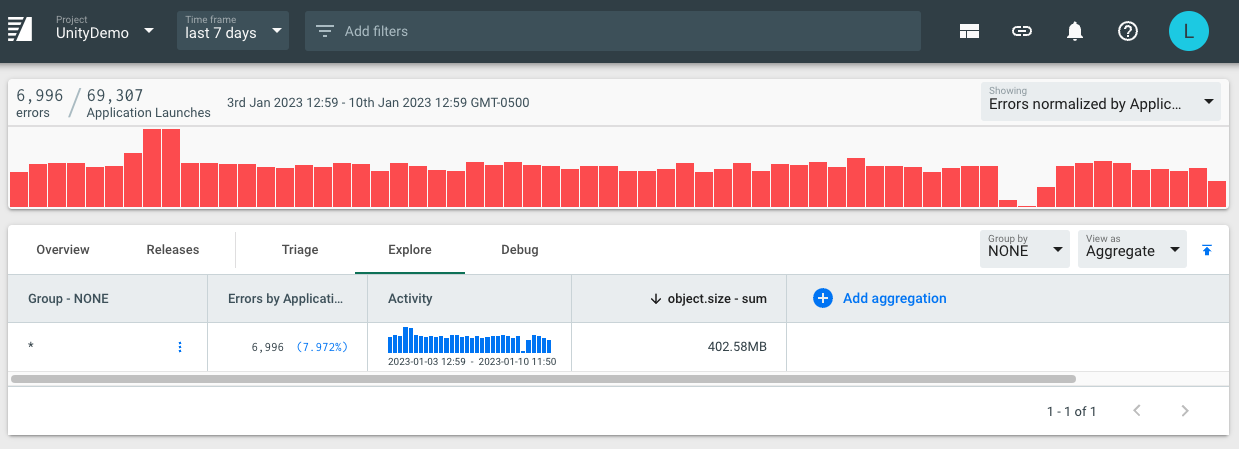 Project
UnityDemo
Time frame
last 7 days
Add filters
L
6,996
errors
69,307
Application Launches
3rd Jan 2023 12:59 - 10th Jan 2023 12:59 GMT-0500
Showing
Errors normalized by Applic...
Overview
Releases
Triage
Explore
Debug
Group by
NONE
View as
Aggregate
Group - NONE
Errors by Applicati...
Activity
object.size - sum
Add aggregation
*
6,996 (7.972%)
2023-01-03 12:59 - 2023-01-10 11:50
402.58MB
1 - 1 of 1